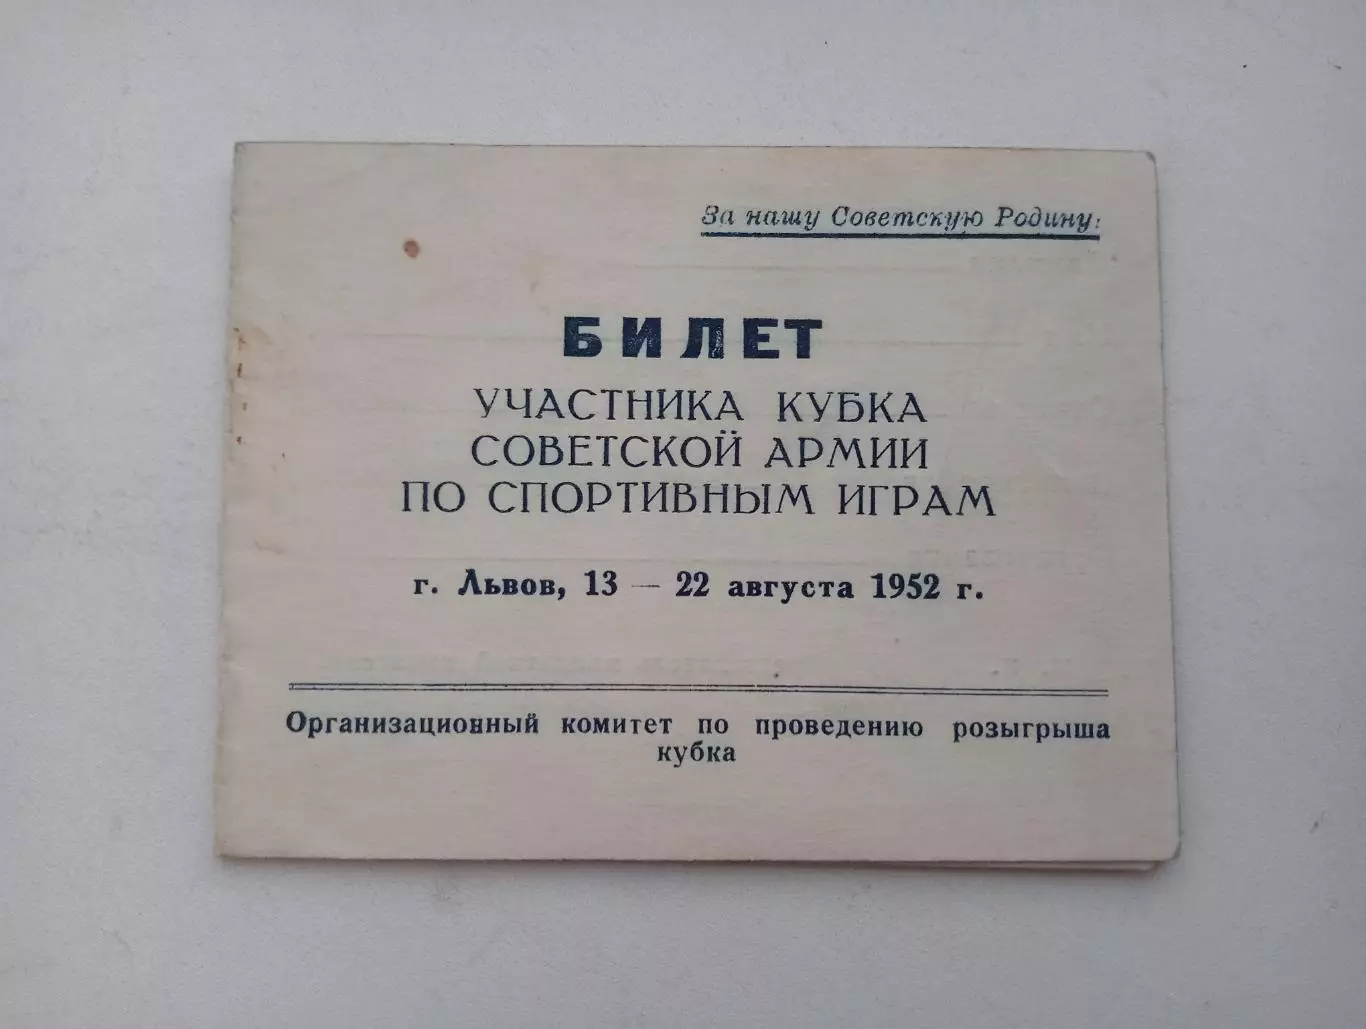 За нашу Советскую Родину!
БИЛЕТ
УЧАСТНИКА КУБКА
СОВЕТСКОЙ АРМИИ
ПО СПОРТИВНЫМ ИГРАМ
г. Львов, 13 — 22 августа 1952 г.
Организационный комитет по проведению розыгрыша
кубка